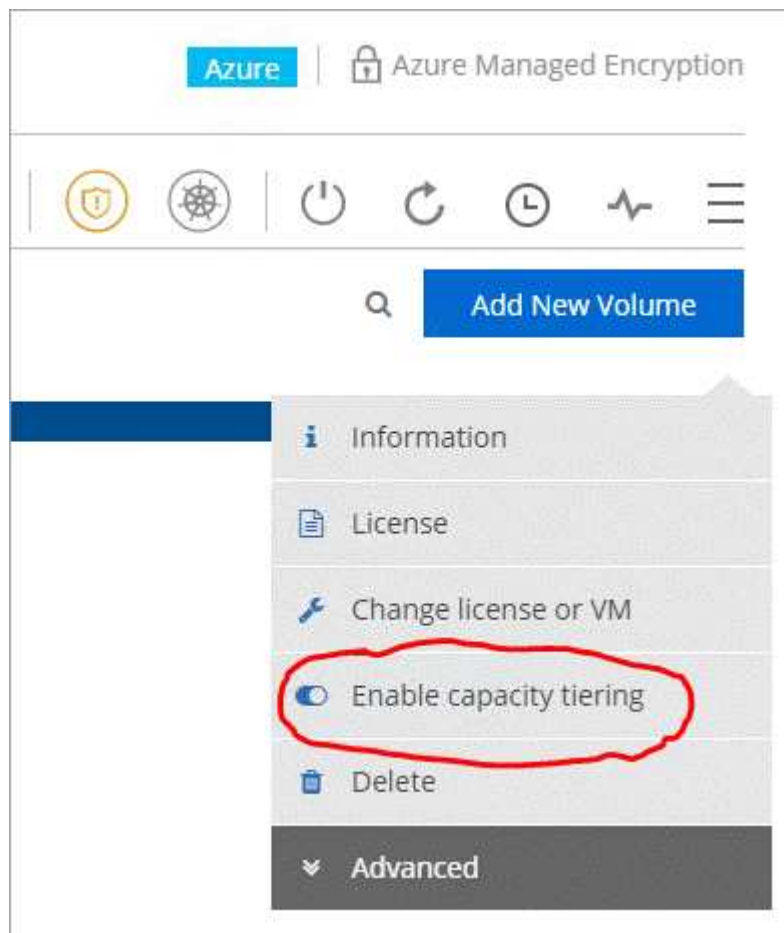 Azure Azure Managed Encryption
Add New Volume
Information
License
Change license or VM
Enable capacity tiering
Delete
Advanced